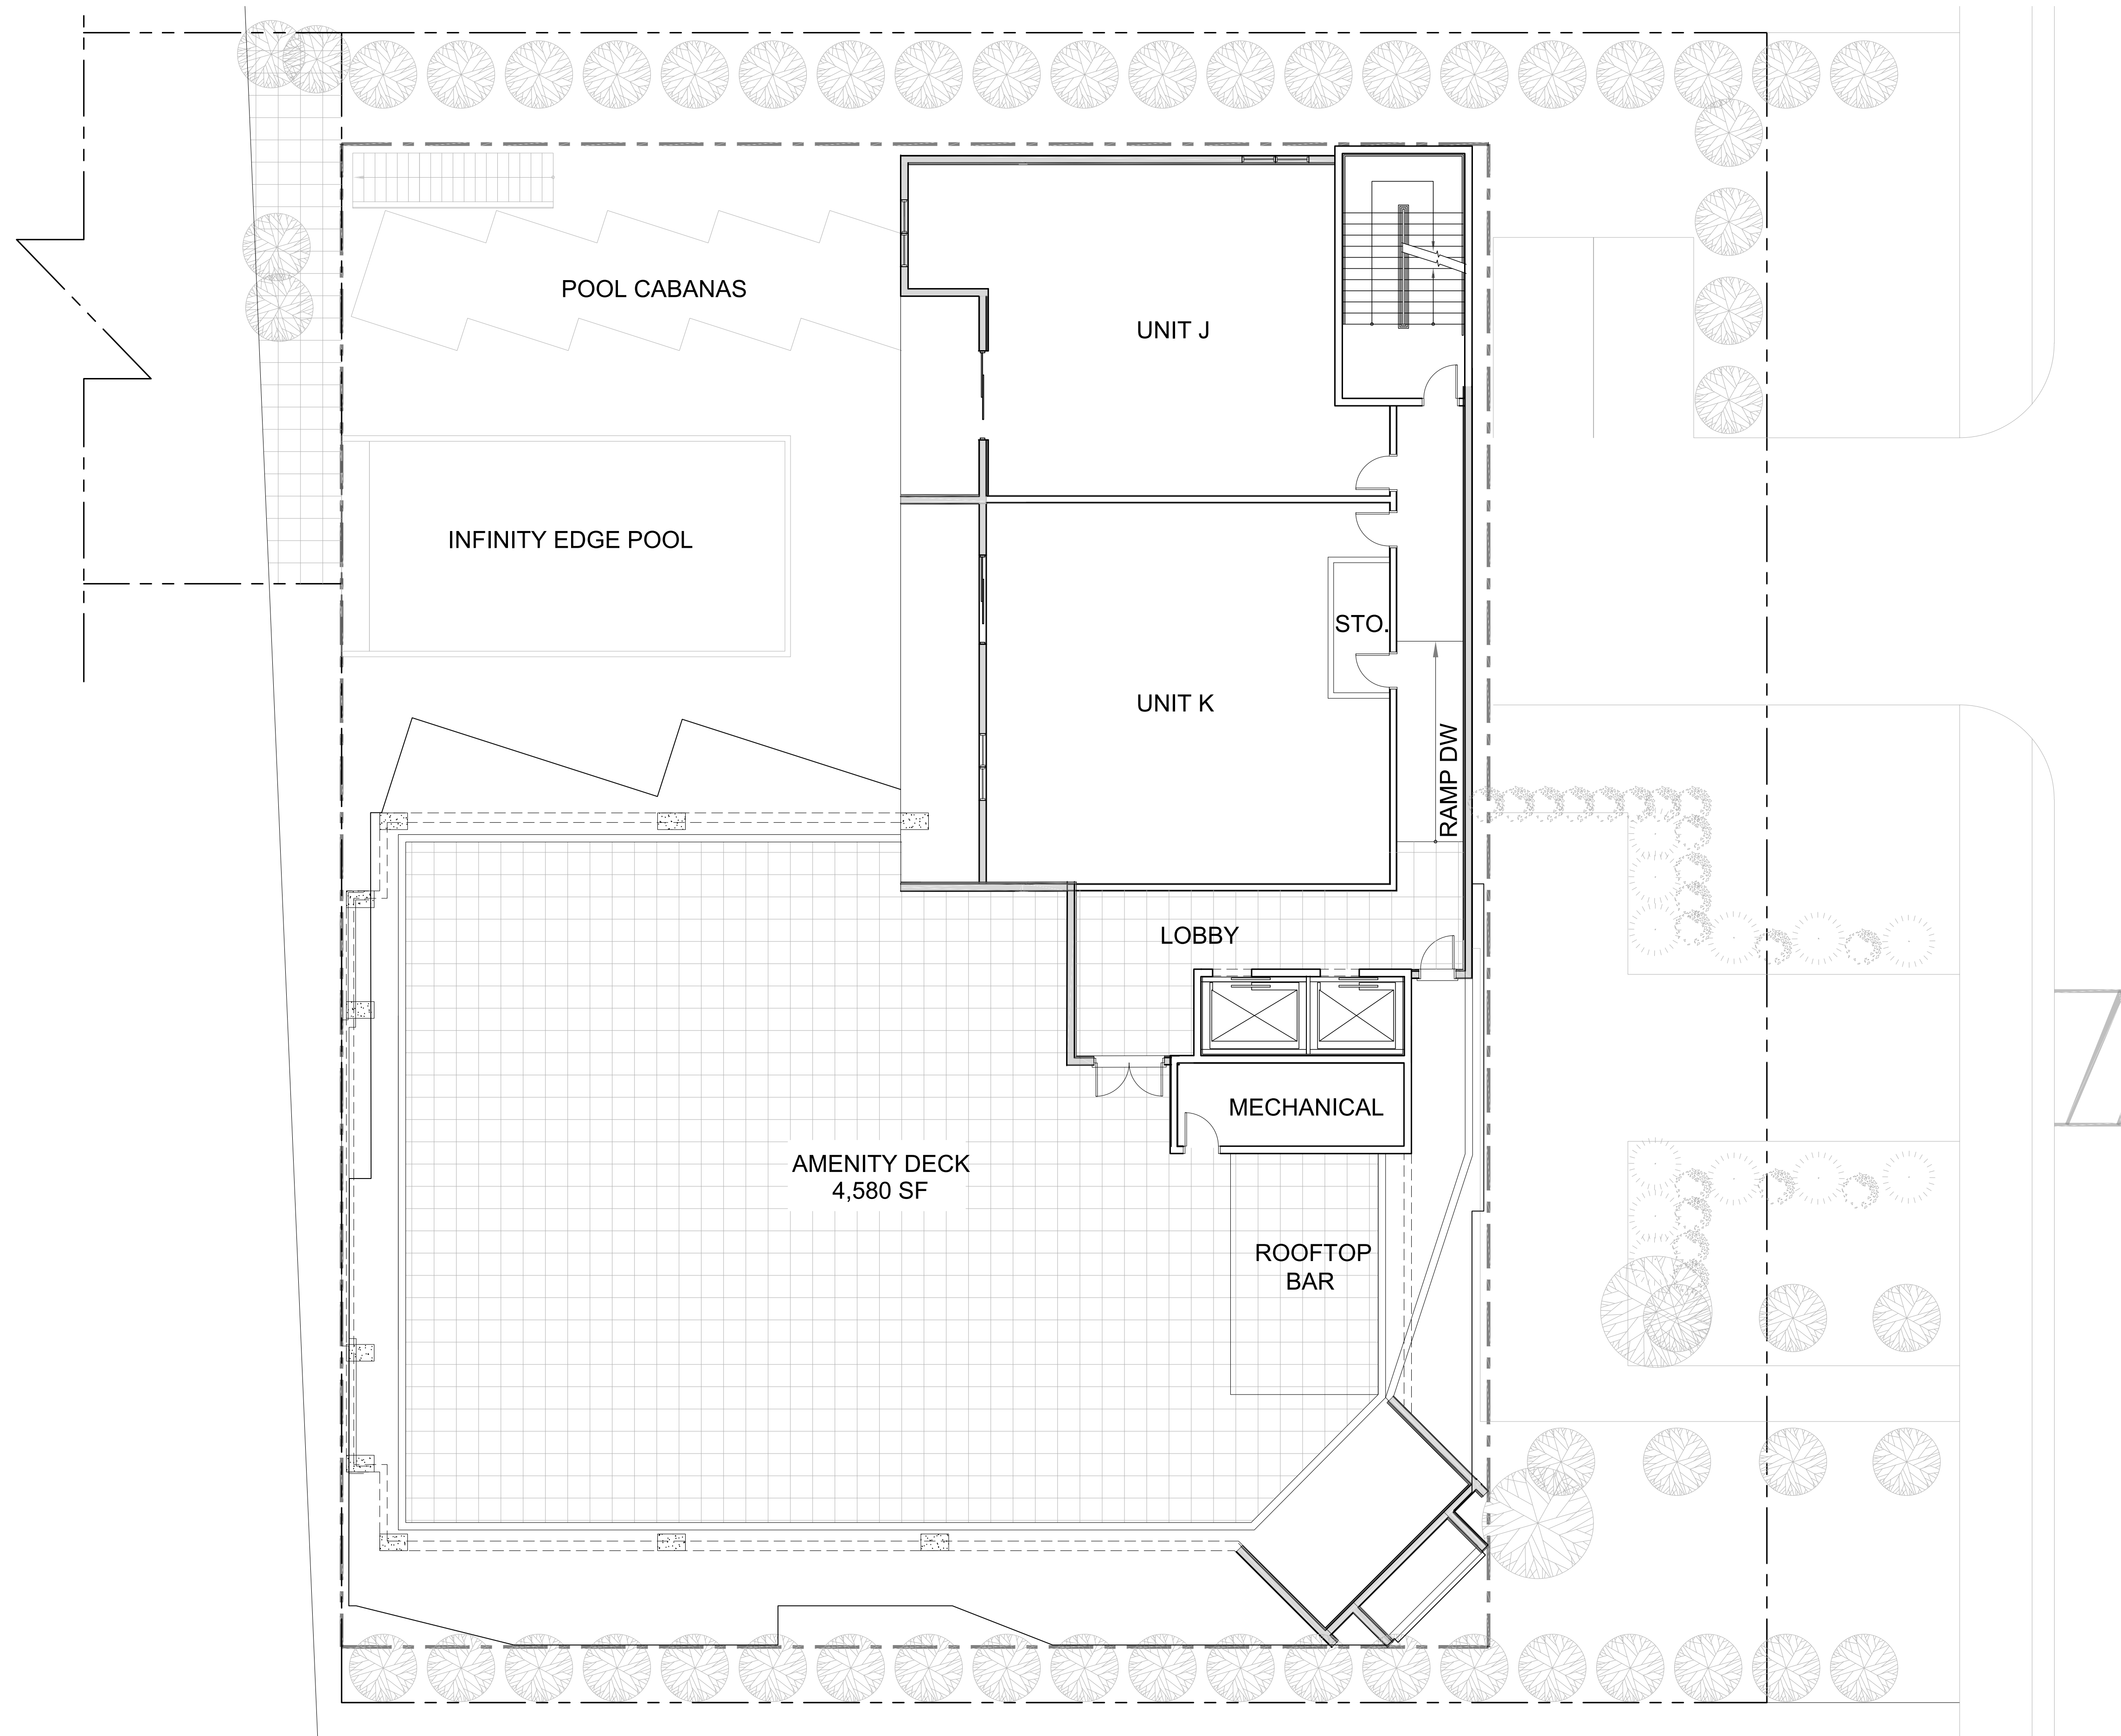 POOL CABANAS
UNIT J
INFINITY EDGE POOL
STO.
UNIT K
RAMP DW
LOBBY
MECHANICAL
AMENITY DECK
4,580 SF
ROOFTOP
BAR